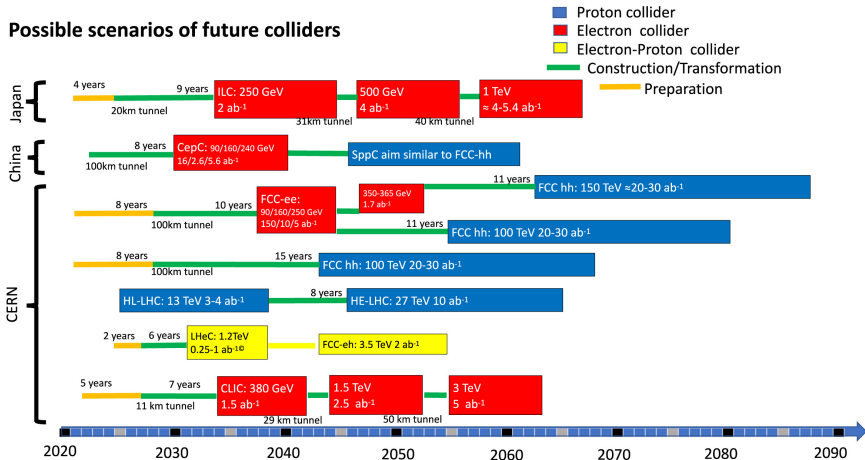 Possible scenarios of future colliders
Proton collider
Electron collider
Electron-Proton collider
Construction/Transformation
Preparation
Japan
4 years
9 years
20km tunnel
ILC: 250 GeV
2 ab⁻¹
31km tunnel
500 GeV
4 ab⁻¹
40 km tunnel
1 TeV
≈ 4-5.4 ab⁻¹
China
8 years
100km tunnel
CepC: 90/160/240 GeV
16/2.6/5.6 ab⁻¹
SppC aim similar to FCC-hh
CERN
8 years
10 years
100km tunnel
FCC-ee:
90/160/250 GeV
150/10/5 ab⁻¹
350-365 GeV
1.7 ab⁻¹
11 years
FCC hh: 150 TeV ≈20-30 ab⁻¹
11 years
FCC hh: 100 TeV 20-30 ab⁻¹
8 years
100km tunnel
15 years
FCC hh: 100 TeV 20-30 ab⁻¹
HL-LHC: 13 TeV 3-4 ab⁻¹
8 years
HE-LHC: 27 TeV 10 ab⁻¹
2 years
6 years
LHeC: 1.2TeV
0.25-1 ab⁻¹
FCC-eh: 3.5 TeV 2 ab⁻¹
5 years
7 years
11 km tunnel
CLIC: 380 GeV
1.5 ab⁻¹
29 km tunnel
1.5 TeV
2.5 ab⁻¹
50 km tunnel
3 TeV
5 ab⁻¹
2020 2030 2040 2050 2060 2070 2080 2090